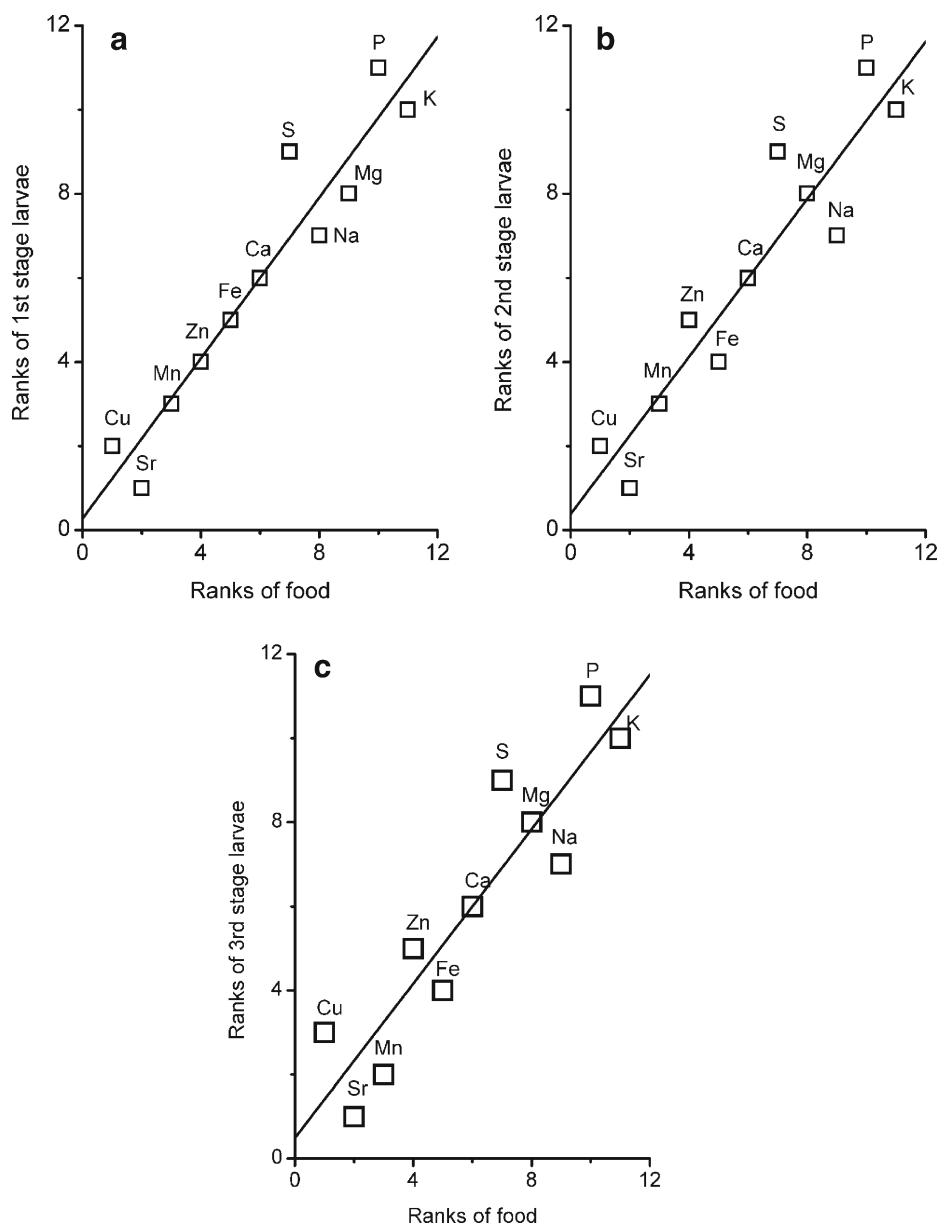 a
12
8
4
0
Ranks of 1st stage larvae
P
K
S
Mg
Na
Ca
Fe
Zn
Mn
Cu
Sr
0 4 8 12
Ranks of food
b
12
8
4
0
Ranks of 2nd stage larvae
P
K
S
Mg
Na
Ca
Zn
Fe
Mn
Cu
Sr
0 4 8 12
Ranks of food
c
12
8
4
0
Ranks of 3rd stage larvae
P
K
S
Mg
Na
Ca
Zn
Fe
Cu
Mn
Sr
0 4 8 12
Ranks of food